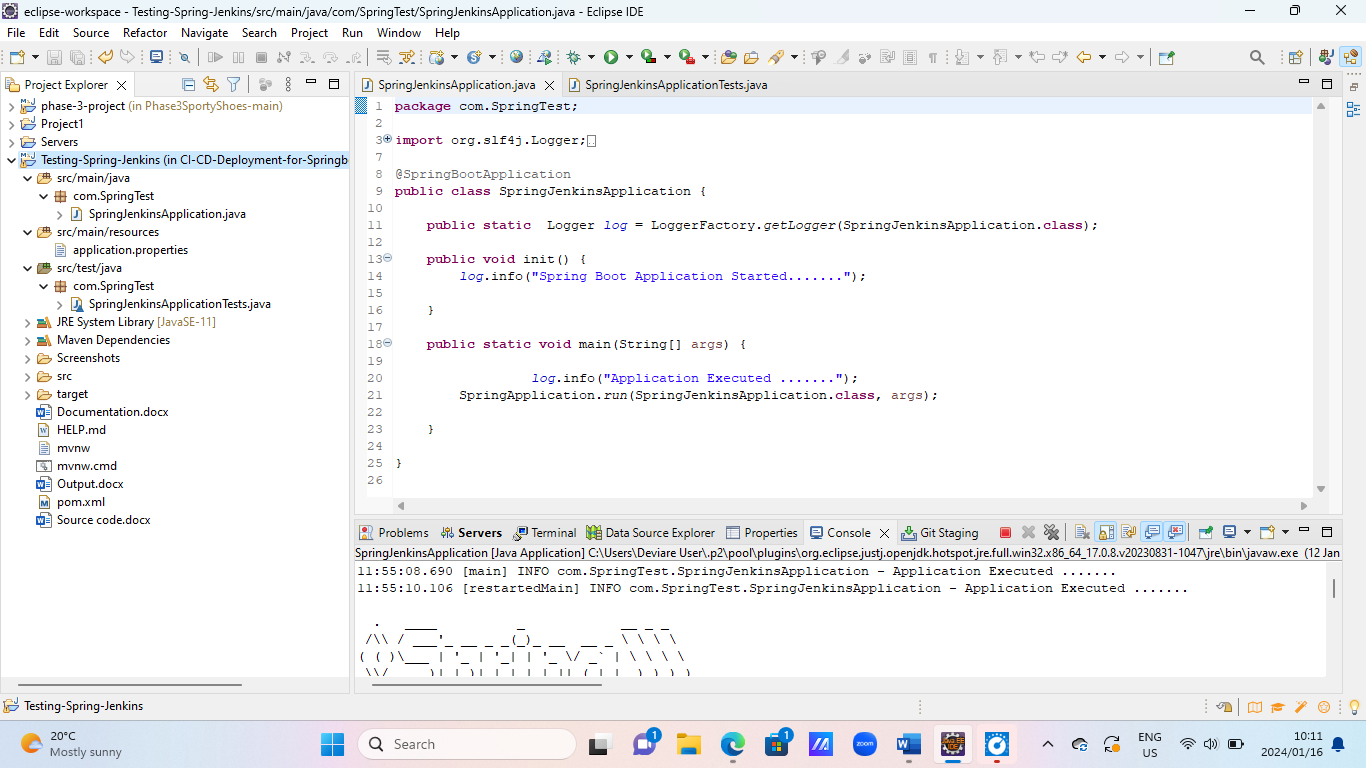 eclipse-workspace - Testing-Spring-Jenkins/src/main/java/com/SpringTest/SpringJenkinsApplication.java - Eclipse IDE
File Edit Source Refactor Navigate Search Project Run Window Help
Project Explorer
phase-3-project (in Phase3SportyShoes-main)
Project1
Servers
Testing-Spring-Jenkins (in CI-CD-Deployment-for-Springb
src/main/java
com.SpringTest
SpringJenkinsApplication.java
src/main/resources
application.properties
src/test/java
com.SpringTest
SpringJenkinsApplicationTests.java
JRE System Library [JavaSE-11]
Maven Dependencies
Screenshots
src
target
Documentation.docx
HELP.md
mvnw
mvnw.cmd
Output.docx
pom.xml
Source code.docx
SpringJenkinsApplication.java SpringJenkinsApplicationTests.java
1 package com.SpringTest;
2
3 import org.slf4j.Logger;
7
8 @SpringBootApplication
9 public class SpringJenkinsApplication {
10
11 public static  Logger log = LoggerFactory.getLogger(SpringJenkinsApplication.class);
12
13 public void init() {
14 log.info("Spring Boot Application Started.......");
15
16 }
17
18 public static void main(String[] args) {
19
20 log.info("Application Executed .......");
21 SpringApplication.run(SpringJenkinsApplication.class, args);
22
23 }
24
25 }
26
Problems Servers Terminal Data Source Explorer Properties Console Git Staging
SpringJenkinsApplication [Java Application] C:\Users\Deviare User\.p2\pool\plugins\org.eclipse.justj.openjdk.hotspot.jre.full.win32.x86_64_17.0.8.v20230831-1047\jre\bin\javaw.exe (12 Jan
11:55:08.690 [main] INFO com.SpringTest.SpringJenkinsApplication - Application Executed .......
11:55:10.106 [restartedMain] INFO com.SpringTest.SpringJenkinsApplication - Application Executed .......
Testing-Spring-Jenkins
20°C
Mostly sunny
Search
1
1
zoom
ENG
US
10:11
2024/01/16